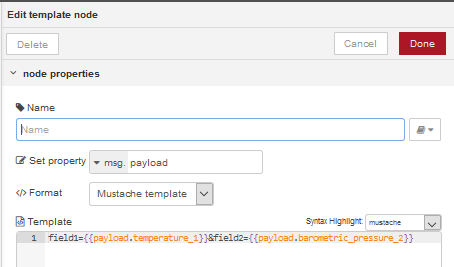 Edit template node
Delete
Cancel
Done
node properties
Name
Name
Set property
msg. payload
Format
Mustache template
Template
Syntax Highlight: mustache
1 field1={{payload.temperature_1}}&field2={{payload.barometric_pressure_2}}